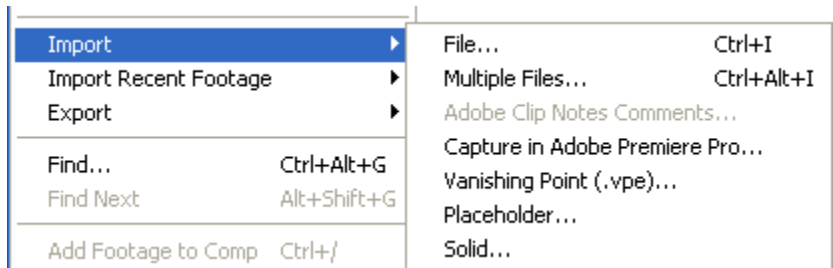 Import
Import Recent Footage
Export
Find... Ctrl+Alt+G
Find Next Alt+Shift+G
Add Footage to Comp Ctrl+/
File... Ctrl+I
Multiple Files... Ctrl+Alt+I
Adobe Clip Notes Comments...
Capture in Adobe Premiere Pro...
Vanishing Point (.vpe)...
Placeholder...
Solid...